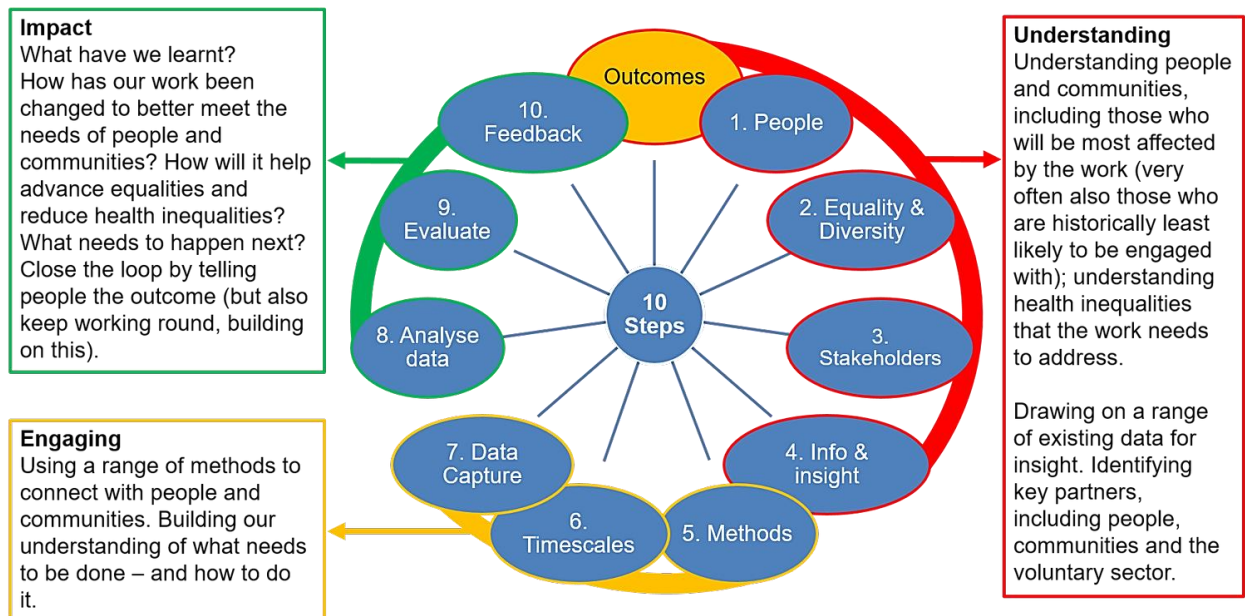 Impact
What have we learnt?
How has our work been
changed to better meet the
needs of people and
communities? How will it help
advance equalities and
reduce health inequalities?
What needs to happen next?
Close the loop by telling
people the outcome (but also
keep working round, building
on this).
Engaging
Using a range of methods to
connect with people and
communities. Building our
understanding of what needs
to be done – and how to do
it.
Outcomes
1. People
2. Equality &
Diversity
3.
Stakeholders
4. Info &
insight
5. Methods
6.
Timescales
7. Data
Capture
8. Analyse
data
9.
Evaluate
10.
Feedback
10
Steps
Understanding
Understanding people
and communities,
including those who
will be most affected
by the work (very
often also those who
are historically least
likely to be engaged
with); understanding
health inequalities
that the work needs
to address.
Drawing on a range
of existing data for
insight. Identifying
key partners,
including people,
communities and the
voluntary sector.